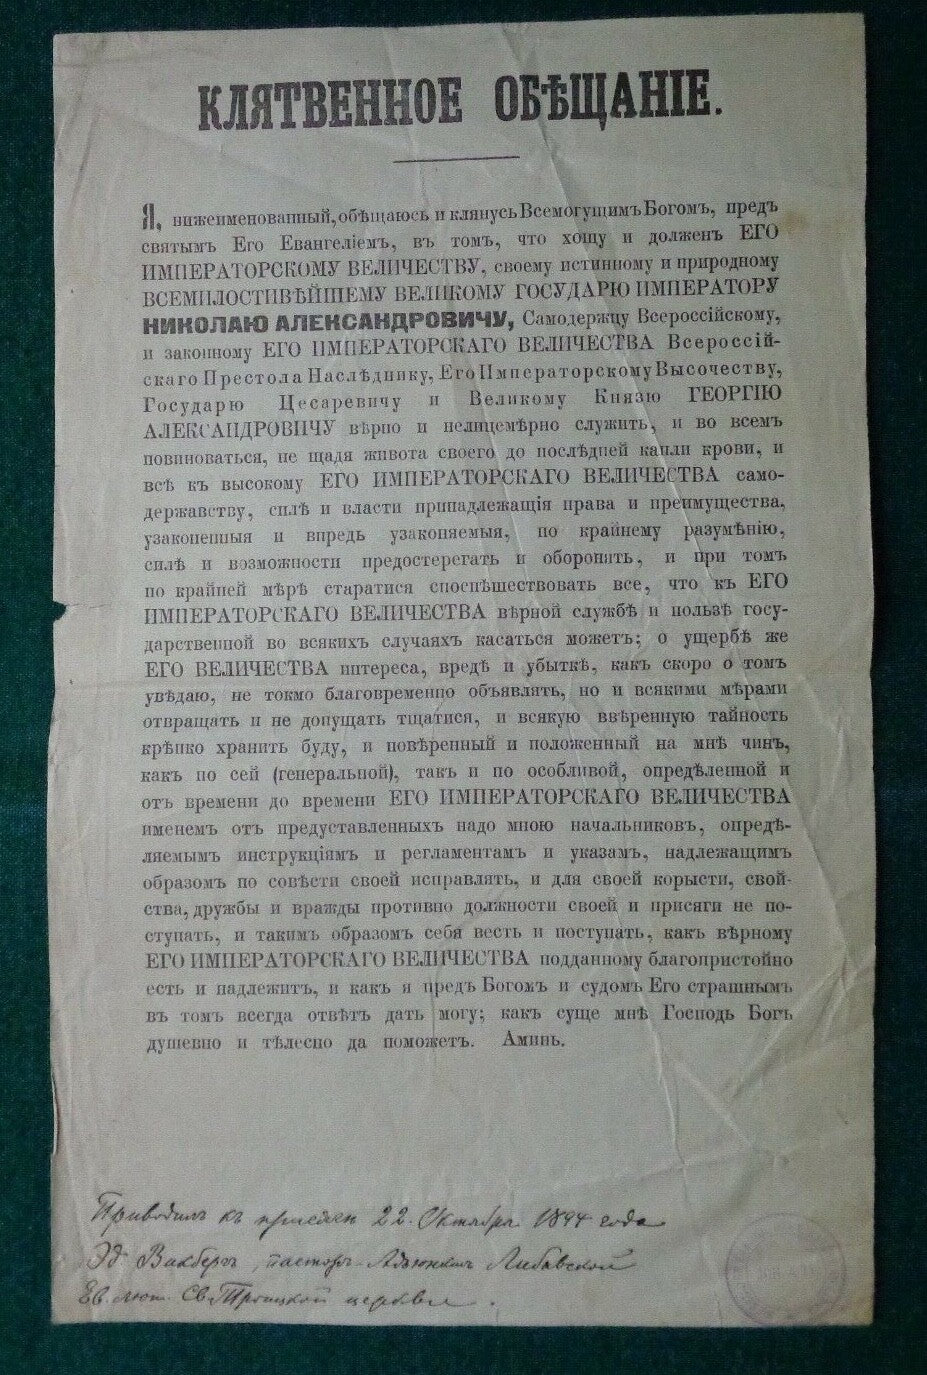 КЛЯТВЕННОЕ ОБѢЩАНІЕ.
Я, нижеименованный, обѣщаюсь и клянусь Всемогущимъ Богомъ, предъ
святымъ Его Евангеліемъ, въ томъ, что хощу и долженъ ЕГО
ИМПЕРАТОРСКОМУ ВЕЛИЧЕСТВУ, своему истинному и природному
ВСЕМИЛОСТИВѢЙШЕМУ ВЕЛИКОМУ ГОСУДАРЮ ИМПЕРАТОРУ
НИКОЛАЮ АЛЕКСАНДРОВИЧУ, Самодержцу Всероссійскому,
и законному ЕГО ИМПЕРАТОРСКАГО ВЕЛИЧЕСТВА Всероссій-
скаго Престола Наслѣднику, Его Императорскому Высочеству,
Государю Цесаревичу и Великому Князю ГЕОРГІЮ
АЛЕКСАНДРОВИЧУ вѣрно и нелицемѣрно служить, и во всемъ
повиноваться, не щадя живота своего до послѣдней капли крови, и
всѣ къ высокому ЕГО ИМПЕРАТОРСКАГО ВЕЛИЧЕСТВА само-
державству, силѣ и власти принадлежащія права и преимущества,
узаконенныя и впредь узаконяемыя, по крайнему разумѣнію,
силѣ и возможности предостерегать и оборонять, и при томъ
по крайней мѣрѣ старатися споспѣшествовать все, что къ ЕГО
ИМПЕРАТОРСКАГО ВЕЛИЧЕСТВА вѣрной службѣ и пользѣ госу-
дарственной во всякихъ случаяхъ касаться можетъ; о ущербѣ же
ЕГО ВЕЛИЧЕСТВА интереса, вредѣ и убыткѣ, какъ скоро о томъ
увѣдаю, не токмо благовременно объявлять, но и всякими мѣрами
отвращать и не допущать тщатися, и всякую ввѣренную тайность
крѣпко хранить буду, и повѣренный и положенный на мнѣ чинъ,
какъ по сей (генеральной), такъ и по особливой, опредѣленной и
отъ времени до времени ЕГО ИМПЕРАТОРСКАГО ВЕЛИЧЕСТВА
именемъ отъ предуставленныхъ надо мною начальниковъ, опредѣ-
ляемымъ инструкціямъ и регламентамъ и указамъ, надлежащимъ
образомъ по совѣсти своей исправлять, и для своей корысти, свой-
ства, дружбы и вражды противно должности своей и присяги не по-
ступать, и такимъ образомъ себя весть и поступать, какъ вѣрному
ЕГО ИМПЕРАТОРСКАГО ВЕЛИЧЕСТВА подданному благопристойно
есть и надлежитъ, и какъ я предъ Богомъ и судомъ Его страшнымъ
въ томъ всегда отвѣтъ дать могу; какъ суще мнѣ Господь Богъ
душевно и тѣлесно да поможетъ. Аминь.
Приводилъ къ присягѣ 22. Октября 1894 года
Эд Вакбергъ, пасторъ-Адъюнктъ Либавской
Ев. лют. Св. Троицкой церкви.